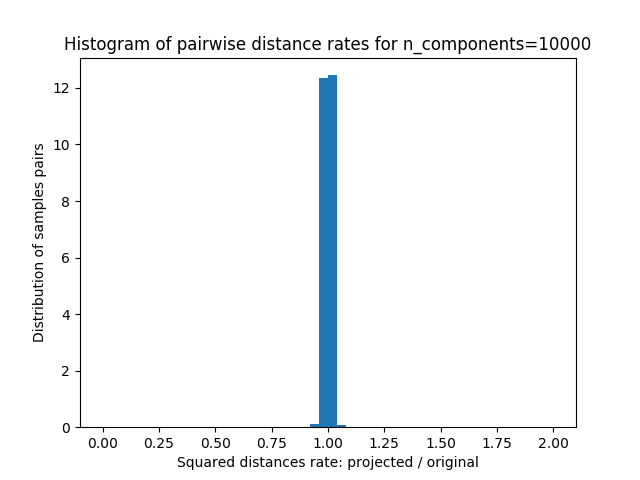 Histogram of pairwise distance rates for n_components=10000
12
10
8
6
4
2
0
Distribution of samples pairs
0.00 0.25 0.50 0.75 1.00 1.25 1.50 1.75 2.00
Squared distances rate: projected / original